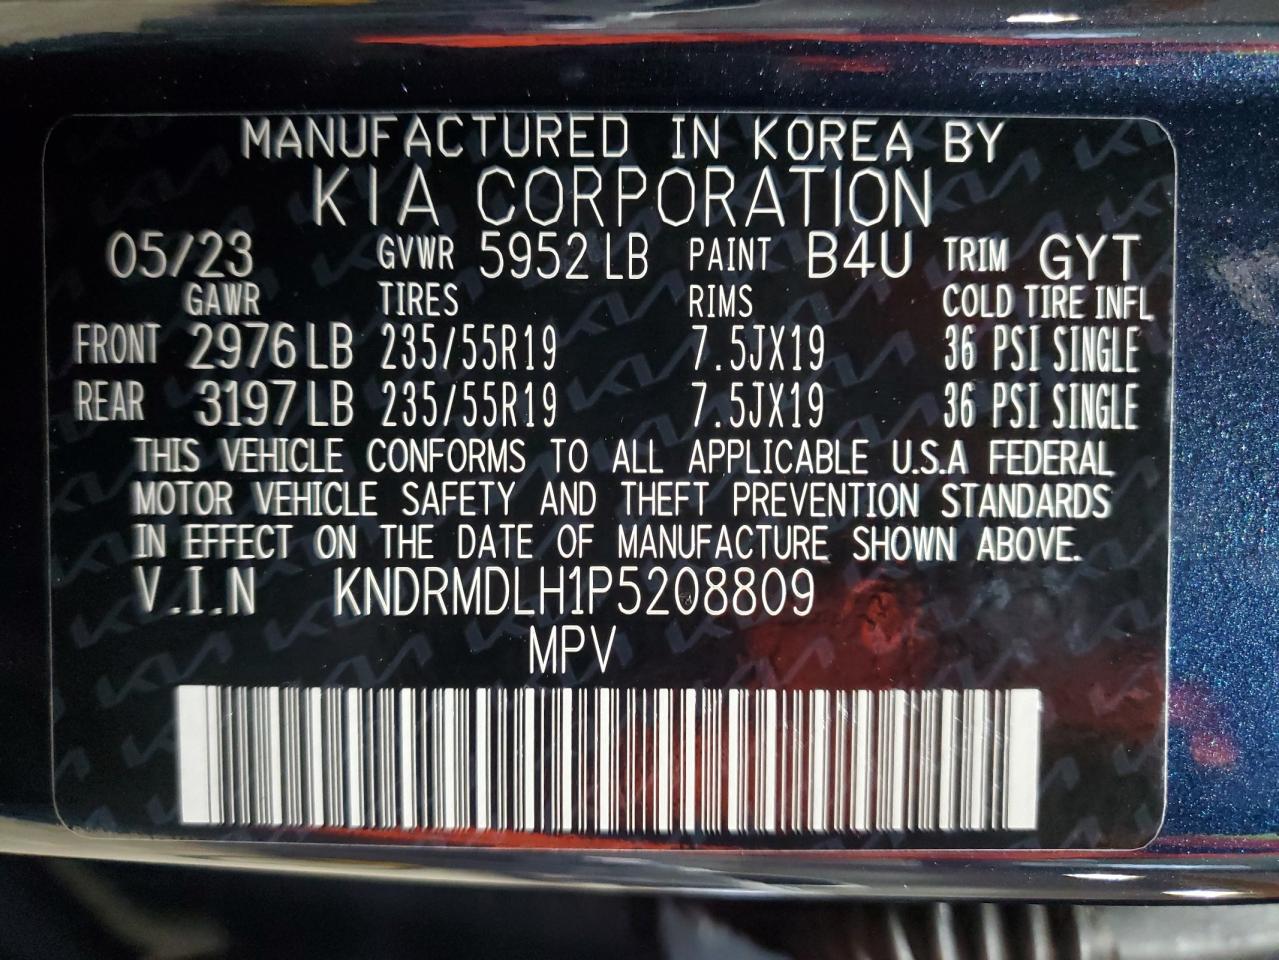 MANUFACTURED IN KOREA BY
KIA CORPORATION
05/23 GVWR 5952 LB PAINT B4U TRIM GYT
GAWR TIRES RIMS COLD TIRE INFL
FRONT 2976 LB 235/55R19 7.5JX19 36 PSI SINGLE
REAR 3197 LB 235/55R19 7.5JX19 36 PSI SINGLE
THIS VEHICLE CONFORMS TO ALL APPLICABLE U.S.A FEDERAL
MOTOR VEHICLE SAFETY AND THEFT PREVENTION STANDARDS
IN EFFECT ON THE DATE OF MANUFACTURE SHOWN ABOVE.
V.I.N KNDRMDLH1P5208809
MPV